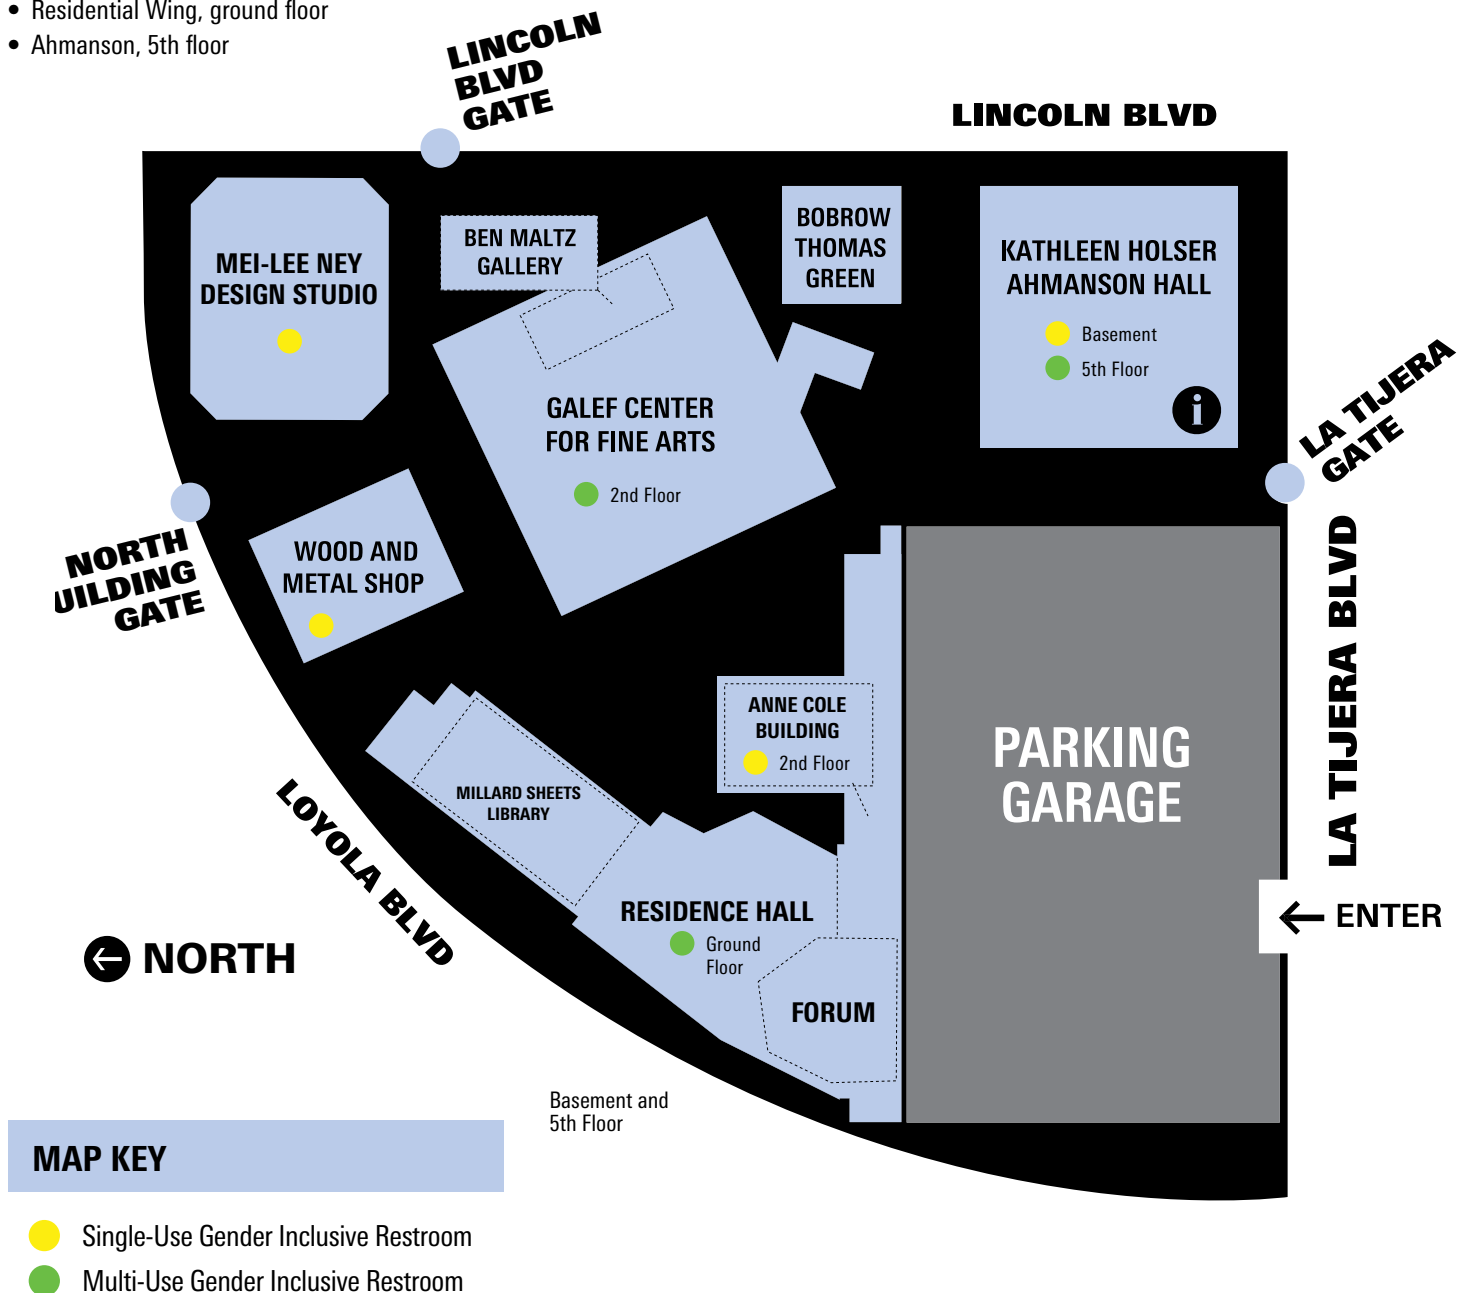 • Residential Wing, ground floor
• Ahmanson, 5th floor
LINCOLN
BLVD
GATE
LINCOLN BLVD
MEI-LEE NEY
DESIGN STUDIO
BEN MALTZ
GALLERY
BOBROW
THOMAS
GREEN
KATHLEEN HOLSER
AHMANSON HALL
Basement
5th Floor
i
LA TIJERA
GATE
GALEF CENTER
FOR FINE ARTS
2nd Floor
NORTH
UILDING
GATE
WOOD AND
METAL SHOP
LA TIJERA BLVD
ANNE COLE
BUILDING
2nd Floor
PARKING
GARAGE
MILLARD SHEETS
LIBRARY
LOYOLA BLVD
RESIDENCE HALL
Ground
Floor
FORUM
ENTER
NORTH
Basement and
5th Floor
MAP KEY
Single-Use Gender Inclusive Restroom
Multi-Use Gender Inclusive Restroom